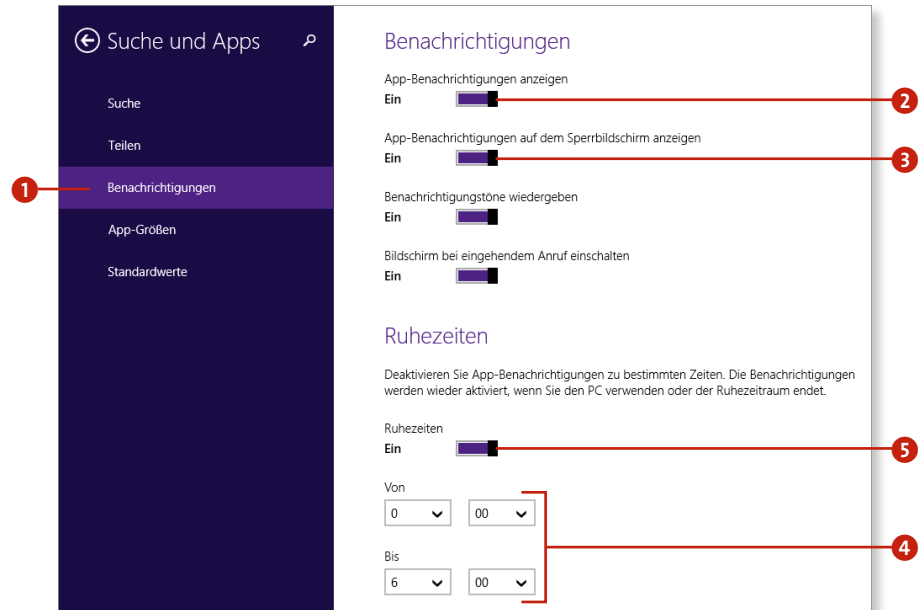 Suche und Apps
Suche
Teilen
1
Benachrichtigungen
App-Größen
Standardwerte
Benachrichtigungen
App-Benachrichtigungen anzeigen
Ein
2
App-Benachrichtigungen auf dem Sperrbildschirm anzeigen
Ein
3
Benachrichtigungstöne wiedergeben
Ein
Bildschirm bei eingehendem Anruf einschalten
Ein
Ruhezeiten
Deaktivieren Sie App-Benachrichtigungen zu bestimmten Zeiten. Die Benachrichtigungen
werden wieder aktiviert, wenn Sie den PC verwenden oder der Ruhezeitraum endet.
Ruhezeiten
Ein
5
Von
0 00
4
Bis
6 00